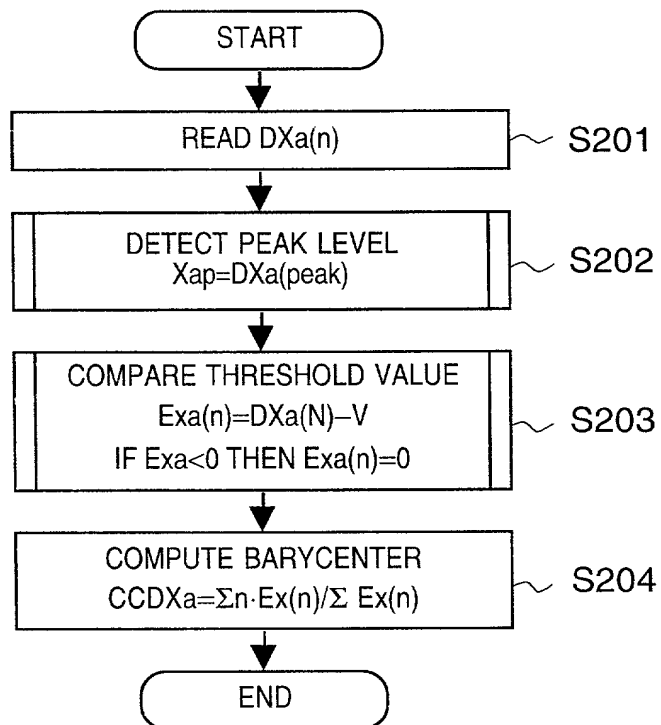 START
READ DXa(n)
S201
DETECT PEAK LEVEL
Xap=DXa(peak)
S202
COMPARE THRESHOLD VALUE
Exa(n)=DXa(N)−V
IF Exa<0 THEN Exa(n)=0
S203
COMPUTE BARYCENTER
CCDXa=Σn·Ex(n)/Σ Ex(n)
S204
END